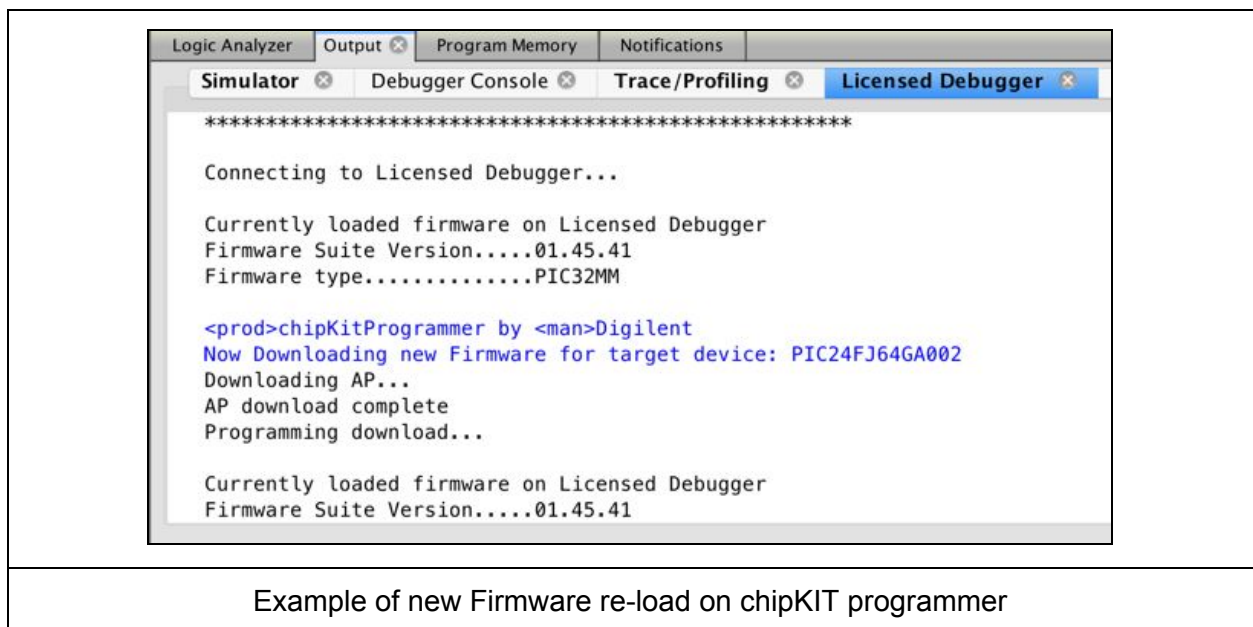 Logic Analyzer Output Program Memory Notifications
Simulator Debugger Console Trace/Profiling Licensed Debugger
*****************************************************
Connecting to Licensed Debugger...
Currently loaded firmware on Licensed Debugger
Firmware Suite Version.....01.45.41
Firmware type..............PIC32MM
<prod>chipKitProgrammer by <man>Digilent
Now Downloading new Firmware for target device: PIC24FJ64GA002
Downloading AP...
AP download complete
Programming download...
Currently loaded firmware on Licensed Debugger
Firmware Suite Version.....01.45.41
Example of new Firmware re-load on chipKIT programmer